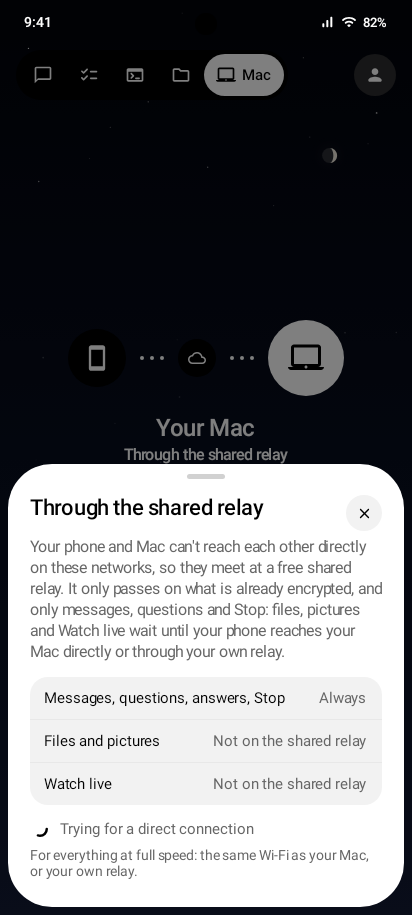 9:41
82%
Mac
Your Mac
Through the shared relay
Through the shared relay
Your phone and Mac can't reach each other directly
on these networks, so they meet at a free shared
relay. It only passes on what is already encrypted, and
only messages, questions and Stop: files, pictures
and Watch live wait until your phone reaches your
Mac directly or through your own relay.
Messages, questions, answers, Stop Always
Files and pictures Not on the shared relay
Watch live Not on the shared relay
Trying for a direct connection
For everything at full speed: the same Wi-Fi as your Mac,
or your own relay.